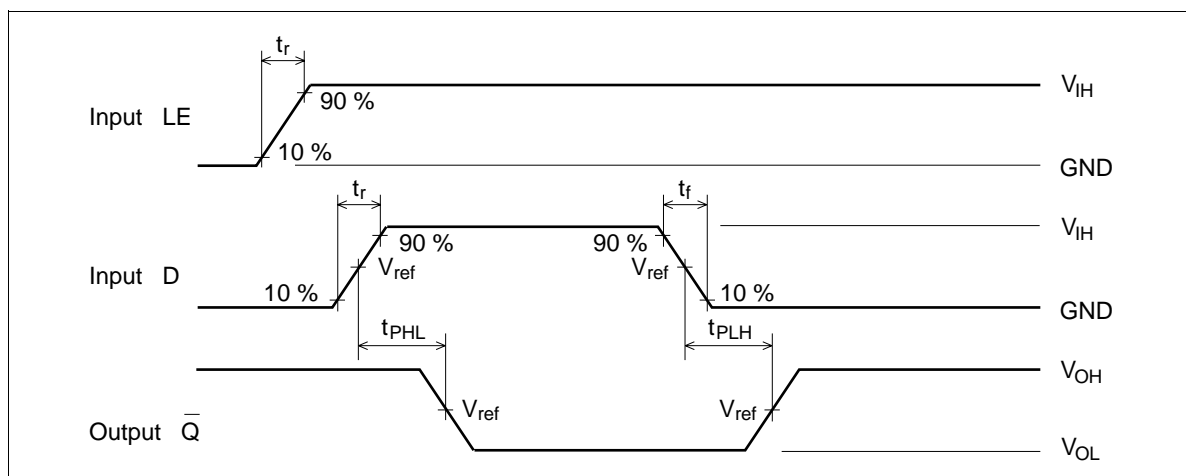 tr
90 %
VIH
Input LE
10 %
GND
tr
tf
VIH
90 %
90 %
Vref
Vref
Input D
10 %
10 %
GND
tPHL
tPLH
VOH
Vref
Vref
Output Q̅
VOL